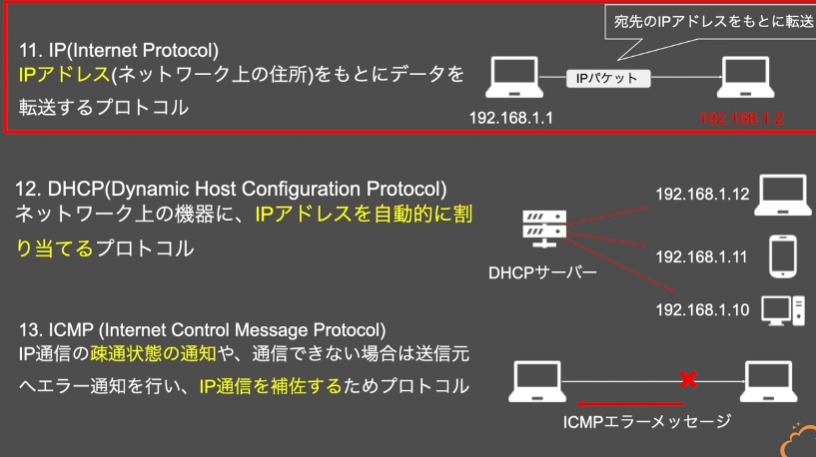 宛先のIPアドレスをもとに転送
11. IP(Internet Protocol)
IPアドレス(ネットワーク上の住所)をもとにデータを
転送するプロトコル
IPパケット
192.168.1.1
192.168.1.2
12. DHCP(Dynamic Host Configuration Protocol)
ネットワーク上の機器に、IPアドレスを自動的に割
り当てるプロトコル
DHCPサーバー
192.168.1.12
192.168.1.11
192.168.1.10
13. ICMP (Internet Control Message Protocol)
IP通信の疎通状態の通知や、通信できない場合は送信元
へエラー通知を行い、IP通信を補佐するためプロトコル
ICMPエラーメッセージ